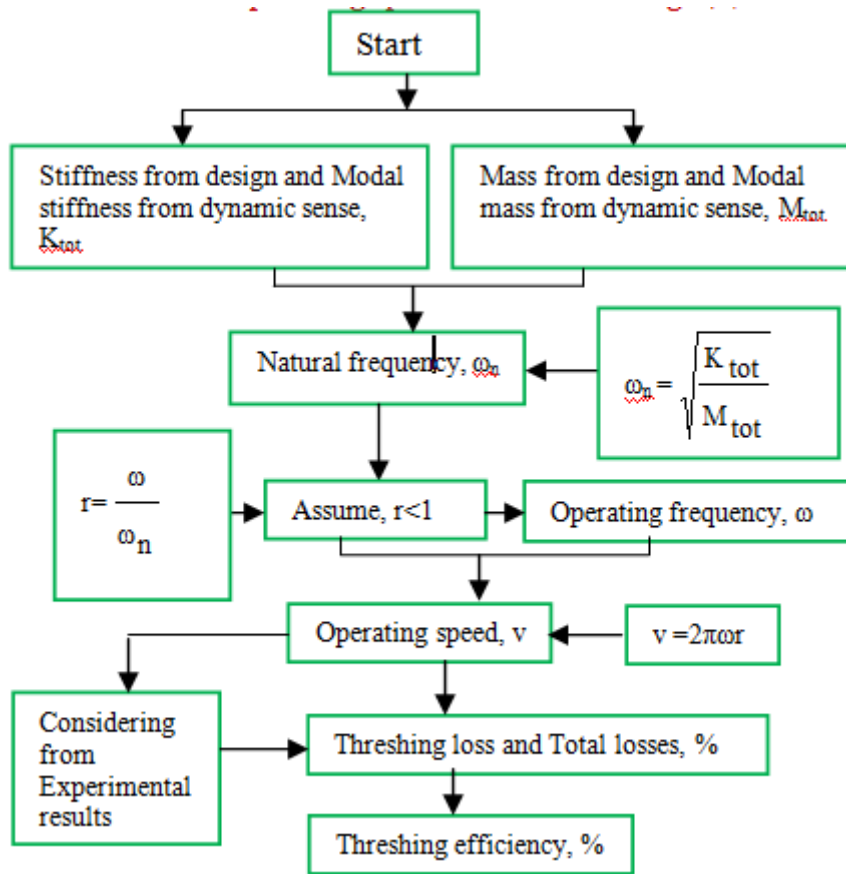 Start
Stiffness from design and Modal
stiffness from dynamic sense,
Ktot
Mass from design and Modal
mass from dynamic sense, Mtot
Natural frequency, ωn
ωn = √(K tot / M tot)
r= ω / ωn
Assume, r<1
Operating frequency, ω
Operating speed, v
v =2πωr
Considering
from
Experimental
results
Threshing loss and Total losses, %
Threshing efficiency, %